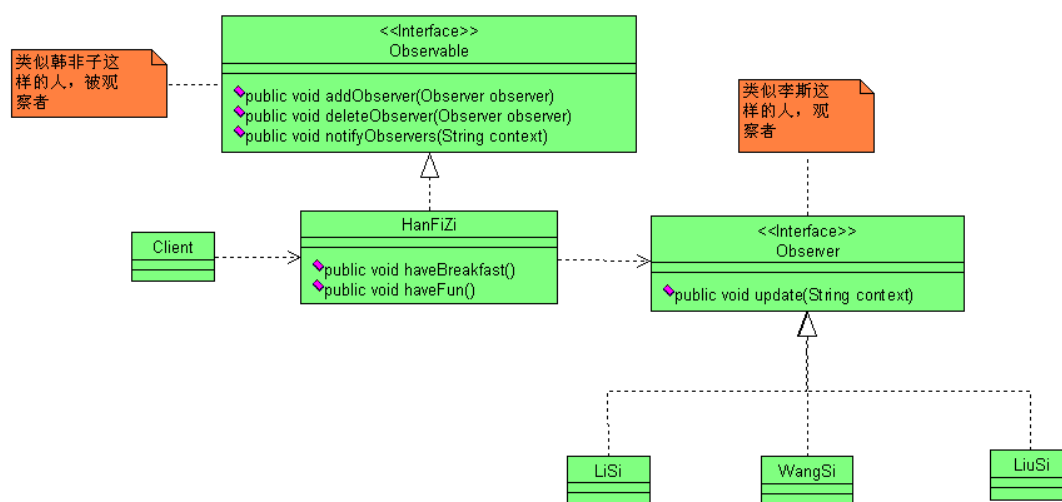 <<Interface>>
Observable
类似韩非子这
样的人，被观
察者
public void addObserver(Observer observer)
public void deleteObserver(Observer observer)
public void notifyObservers(String context)
类似李斯这
样的人，观
察者
HanFiZi
public void haveBreakfast()
public void haveFun()
Client
<<Interface>>
Observer
public void update(String context)
LiSi
WangSi
LiuSi